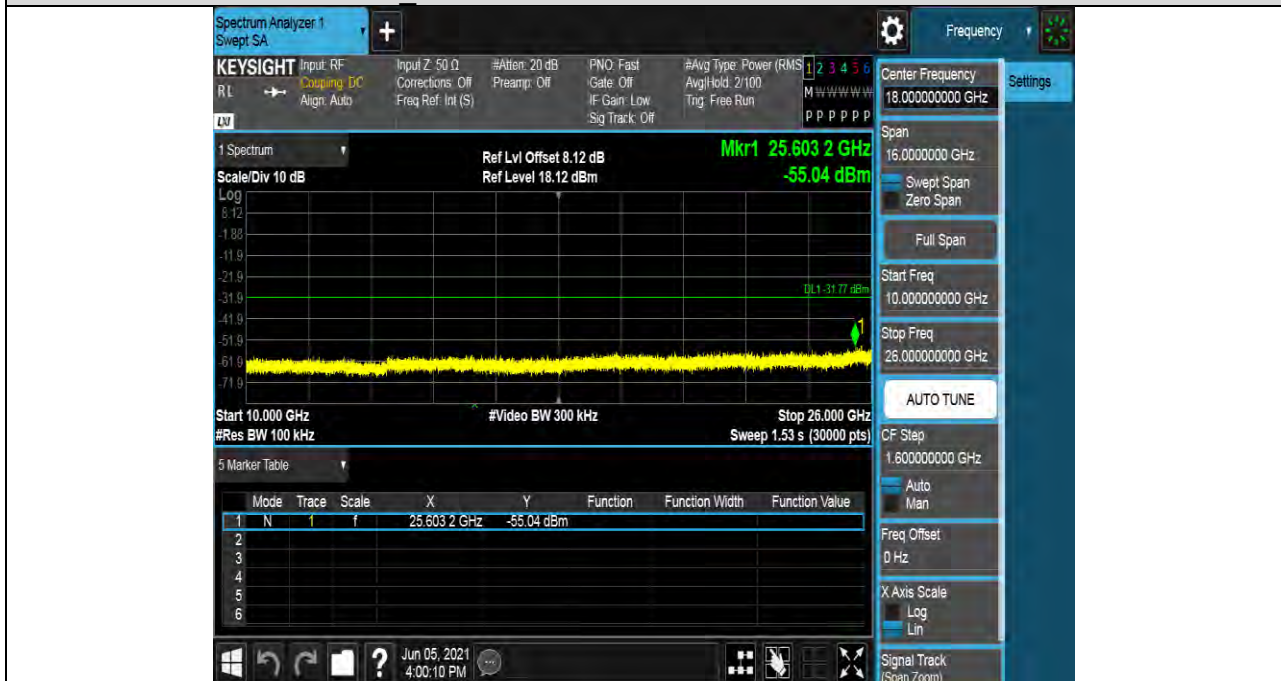 Spectrum Analyzer 1
Swept SA
+
Frequency
KEYSIGHT
RL
LXI
Input: RF
Coupling: DC
Align: Auto
Input Z: 50 Ω
Corrections: Off
Freq Ref: Int (S)
#Atten: 20 dB
Preamp: Off
PNO: Fast
Gate: Off
IF Gain: Low
Sig Track: Off
#Avg Type: Power (RMS
Avg|Hold: 2/100
Trig: Free Run
1 2 3 4 5 6
M W W W W W
P P P P P P
Center Frequency
18.000000000 GHz
Settings
Span
16.0000000 GHz
Swept Span
Zero Span
Full Span
Start Freq
10.000000000 GHz
Stop Freq
26.000000000 GHz
AUTO TUNE
CF Step
1.600000000 GHz
Auto
Man
Freq Offset
0 Hz
X Axis Scale
Log
Lin
Signal Track
(Span Zoom)
1 Spectrum
Scale/Div 10 dB
Ref Lvl Offset 8.12 dB
Ref Level 18.12 dBm
Mkr1 25.603 2 GHz
-55.04 dBm
Log
8.12
-1.88
-11.9
-21.9
-31.9
-41.9
-51.9
-61.9
-71.9
DL1 -31.77 dBm
1
Start 10.000 GHz
#Res BW 100 kHz
#Video BW 300 kHz
Stop 26.000 GHz
Sweep 1.53 s (30000 pts)
5 Marker Table
Mode Trace Scale X Y Function Function Width Function Value
1 N 1 f 25.603 2 GHz -55.04 dBm
2
3
4
5
6
?
Jun 05, 2021
4:00:10 PM